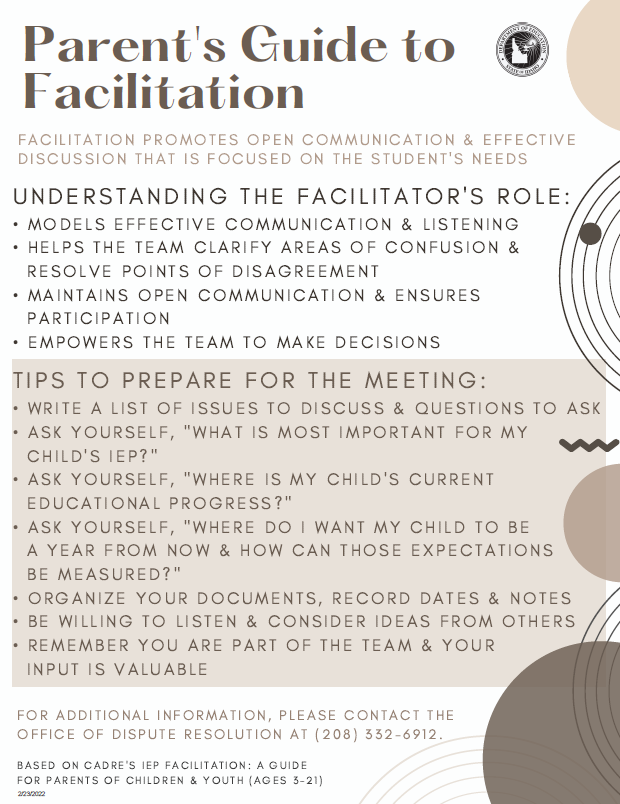 Parent's Guide to
Facilitation
DEPARTMENT OF EDUCATION
STATE OF IDAHO
FACILITATION PROMOTES OPEN COMMUNICATION & EFFECTIVE
DISCUSSION THAT IS FOCUSED ON THE STUDENT'S NEEDS
UNDERSTANDING THE FACILITATOR'S ROLE:
• MODELS EFFECTIVE COMMUNICATION & LISTENING
• HELPS THE TEAM CLARIFY AREAS OF CONFUSION &
RESOLVE POINTS OF DISAGREEMENT
• MAINTAINS OPEN COMMUNICATION & ENSURES
PARTICIPATION
• EMPOWERS THE TEAM TO MAKE DECISIONS
TIPS TO PREPARE FOR THE MEETING:
• WRITE A LIST OF ISSUES TO DISCUSS & QUESTIONS TO ASK
• ASK YOURSELF, "WHAT IS MOST IMPORTANT FOR MY
CHILD'S IEP?"
• ASK YOURSELF, "WHERE IS MY CHILD'S CURRENT
EDUCATIONAL PROGRESS?"
• ASK YOURSELF, "WHERE DO I WANT MY CHILD TO BE
A YEAR FROM NOW & HOW CAN THOSE EXPECTATIONS
BE MEASURED?"
• ORGANIZE YOUR DOCUMENTS, RECORD DATES & NOTES
• BE WILLING TO LISTEN & CONSIDER IDEAS FROM OTHERS
• REMEMBER YOU ARE PART OF THE TEAM & YOUR
INPUT IS VALUABLE
FOR ADDITIONAL INFORMATION, PLEASE CONTACT THE
OFFICE OF DISPUTE RESOLUTION AT (208) 332-6912.
BASED ON CADRE'S IEP FACILITATION: A GUIDE
FOR PARENTS OF CHILDREN & YOUTH (AGES 3-21)
2/23/2022